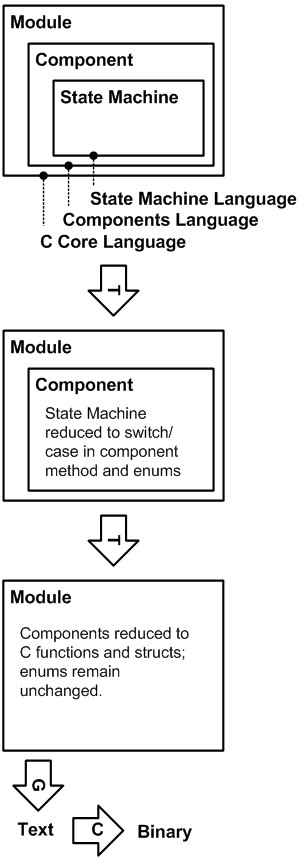 Module
Component
State Machine
State Machine Language
Components Language
C Core Language
T
Module
Component
State Machine
reduced to switch/
case in component
method and enums
T
Module
Components reduced to
C functions and structs;
enums remain
unchanged.
G
Text
C
Binary